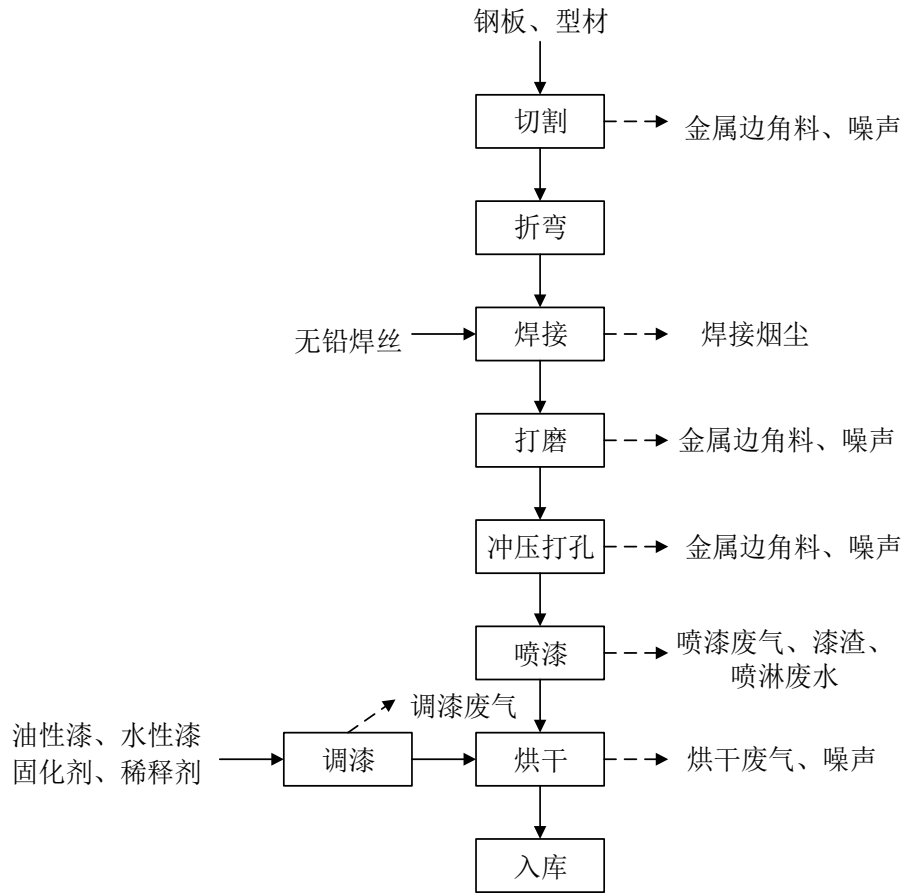 钢板、型材
切割
金属边角料、噪声
折弯
无铅焊丝
焊接
焊接烟尘
打磨
金属边角料、噪声
冲压打孔
金属边角料、噪声
喷漆
喷漆废气、漆渣、
喷淋废水
调漆废气
油性漆、水性漆
固化剂、稀释剂
调漆
烘干
烘干废气、噪声
入库